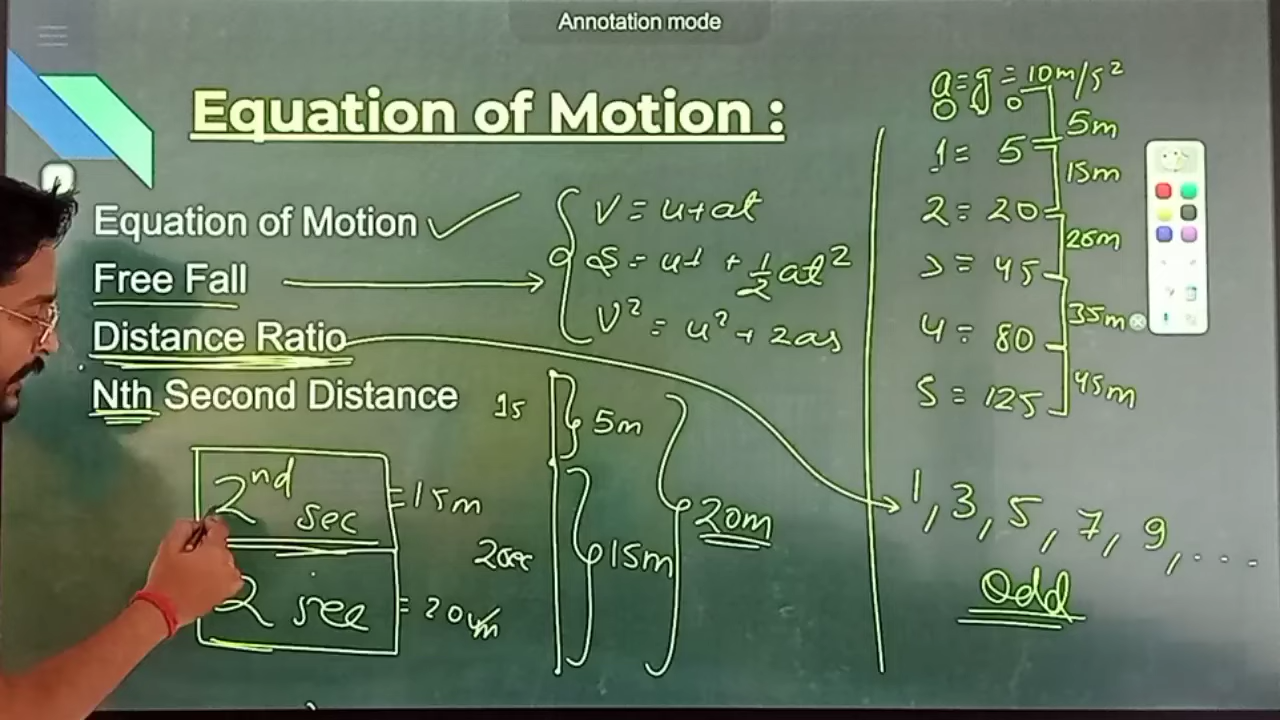 Annotation mode
Equation of Motion :
Equation of Motion
Free Fall
Distance Ratio
Nth Second Distance
V = u+at
S = ut + 1/2 at²
V² = u² + 2as
1s
5m
2sec
15m
20m
2nd sec = 15m
2 sec = 20m
a=g = 10m/s²
0 0
5m
1 = 5
15m
2 = 20
25m
3 = 45
35m
4 = 80
45m
5 = 125
1, 3, 5, 7, 9, ....
Odd